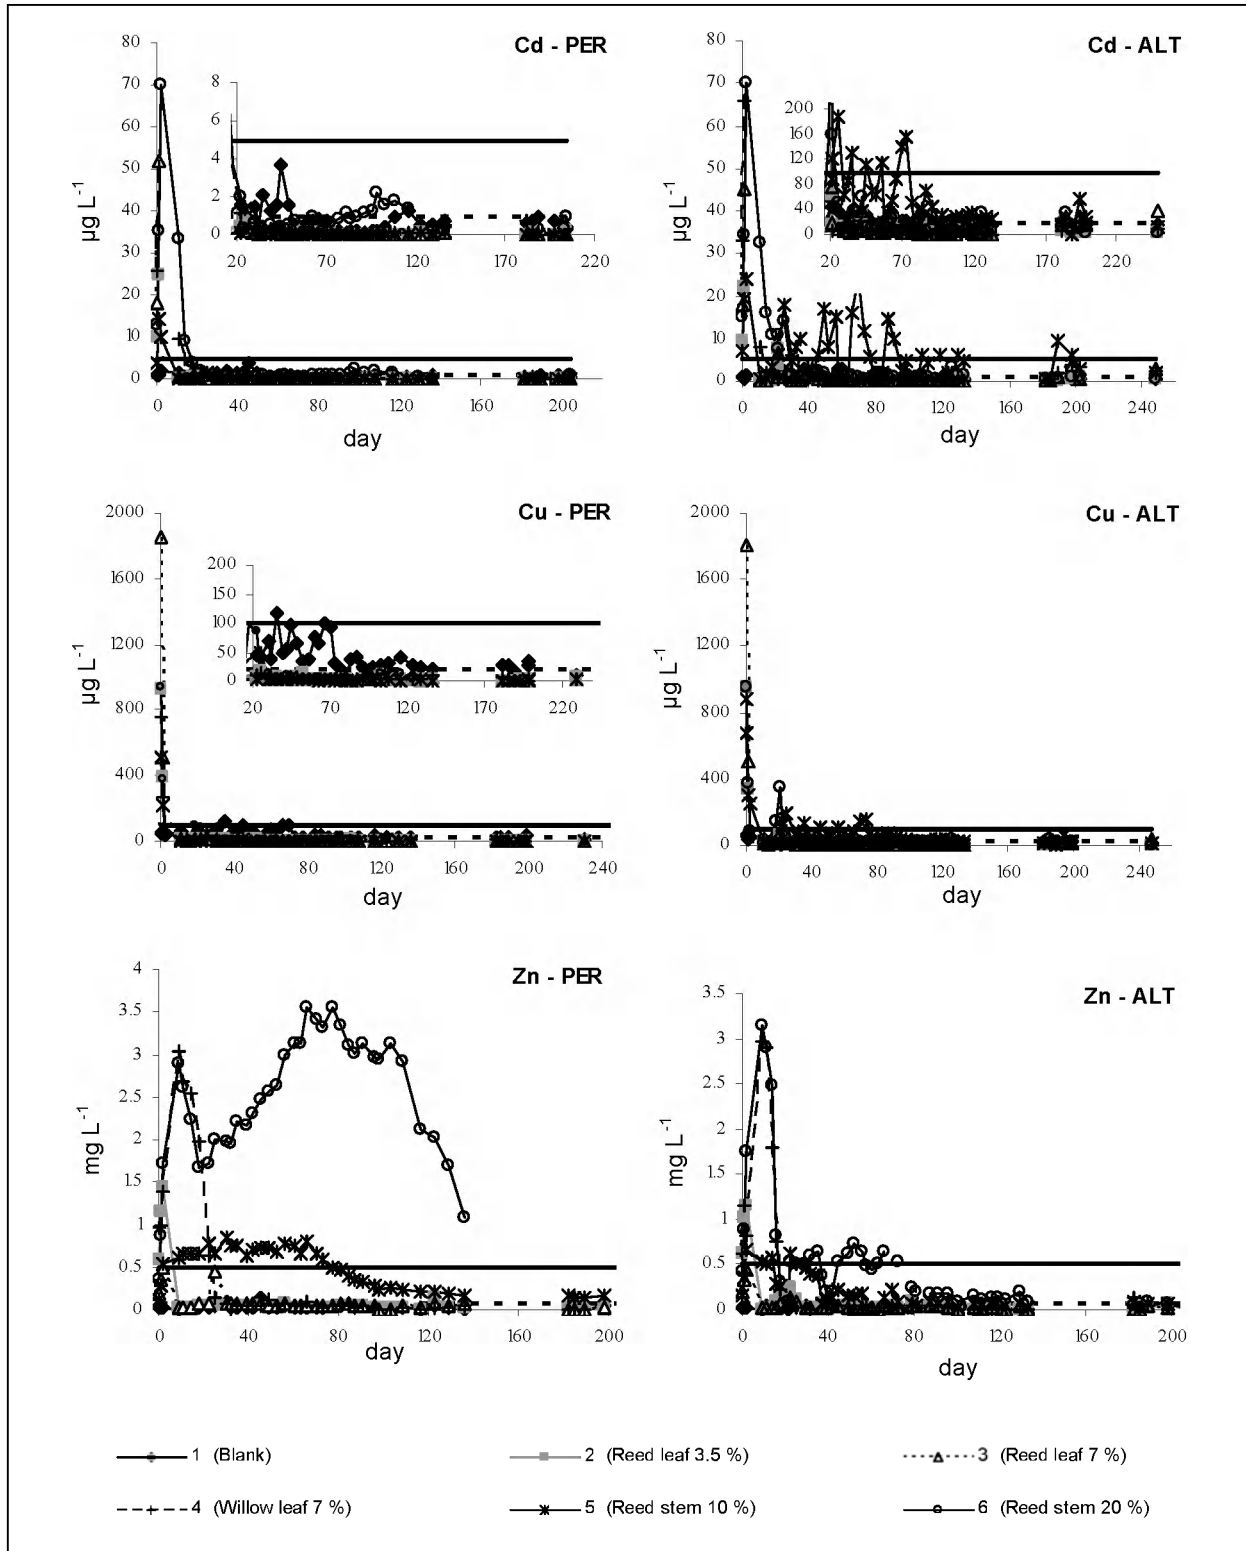 Cd - PER
80
70
60
50
40
30
20
10
0
µg L⁻¹
8
6
4
2
0
20 70 120 170 220
0 40 80 120 160 200
day
Cd - ALT
80
70
60
50
40
30
20
10
0
µg L⁻¹
200
160
120
80
40
0
20 70 120 170 220
0 40 80 120 160 200 240
day
Cu - PER
2000
1600
1200
800
400
0
µg L⁻¹
200
150
100
50
0
20 70 120 170 220
0 40 80 120 160 200 240
day
Cu - ALT
2000
1600
1200
800
400
0
µg L⁻¹
0 40 80 120 160 200 240
day
Zn - PER
4
3.5
3
2.5
2
1.5
1
0.5
0
mg L⁻¹
0 40 80 120 160 200
day
Zn - ALT
3.5
3
2.5
2
1.5
1
0.5
0
mg L⁻¹
0 40 80 120 160 200
day
1 (Blank)
2 (Reed leaf 3.5 %)
3 (Reed leaf 7 %)
4 (Willow leaf 7 %)
5 (Reed stem 10 %)
6 (Reed stem 20 %)